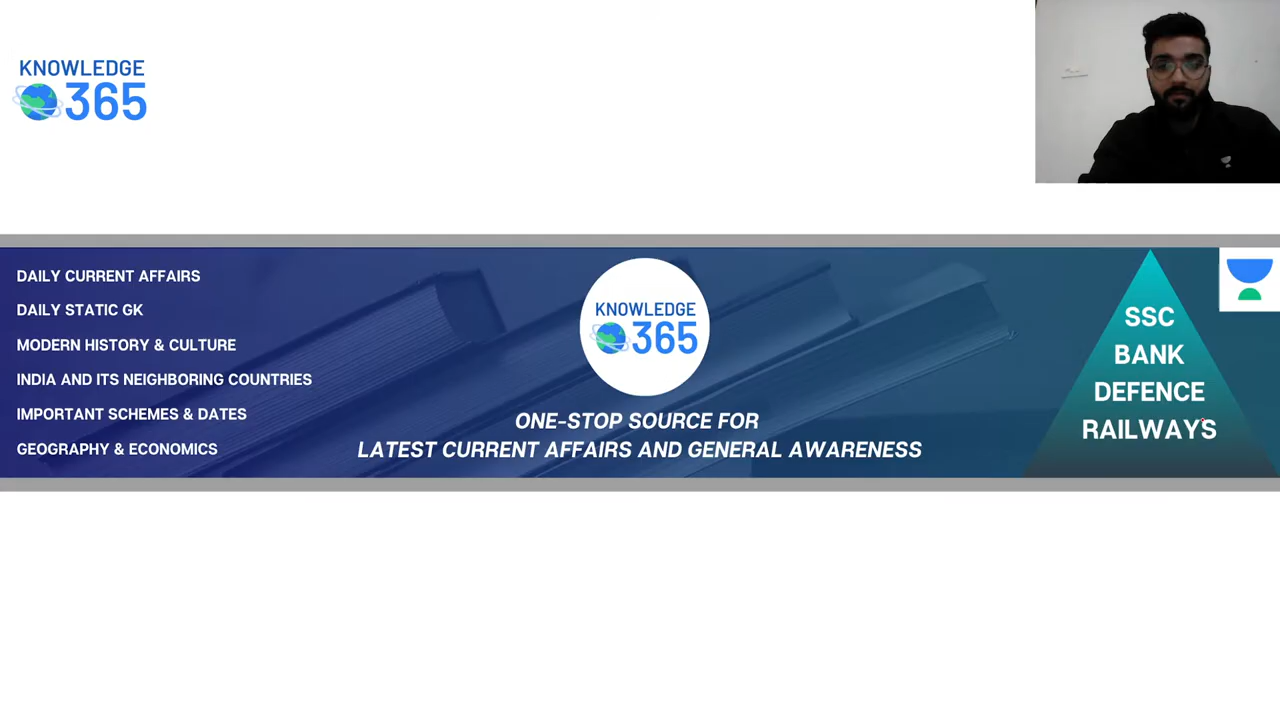 KNOWLEDGE
365
DAILY CURRENT AFFAIRS
DAILY STATIC GK
MODERN HISTORY & CULTURE
INDIA AND ITS NEIGHBORING COUNTRIES
IMPORTANT SCHEMES & DATES
GEOGRAPHY & ECONOMICS
KNOWLEDGE
365
ONE-STOP SOURCE FOR
LATEST CURRENT AFFAIRS AND GENERAL AWARENESS
SSC
BANK
DEFENCE
RAILWAYS